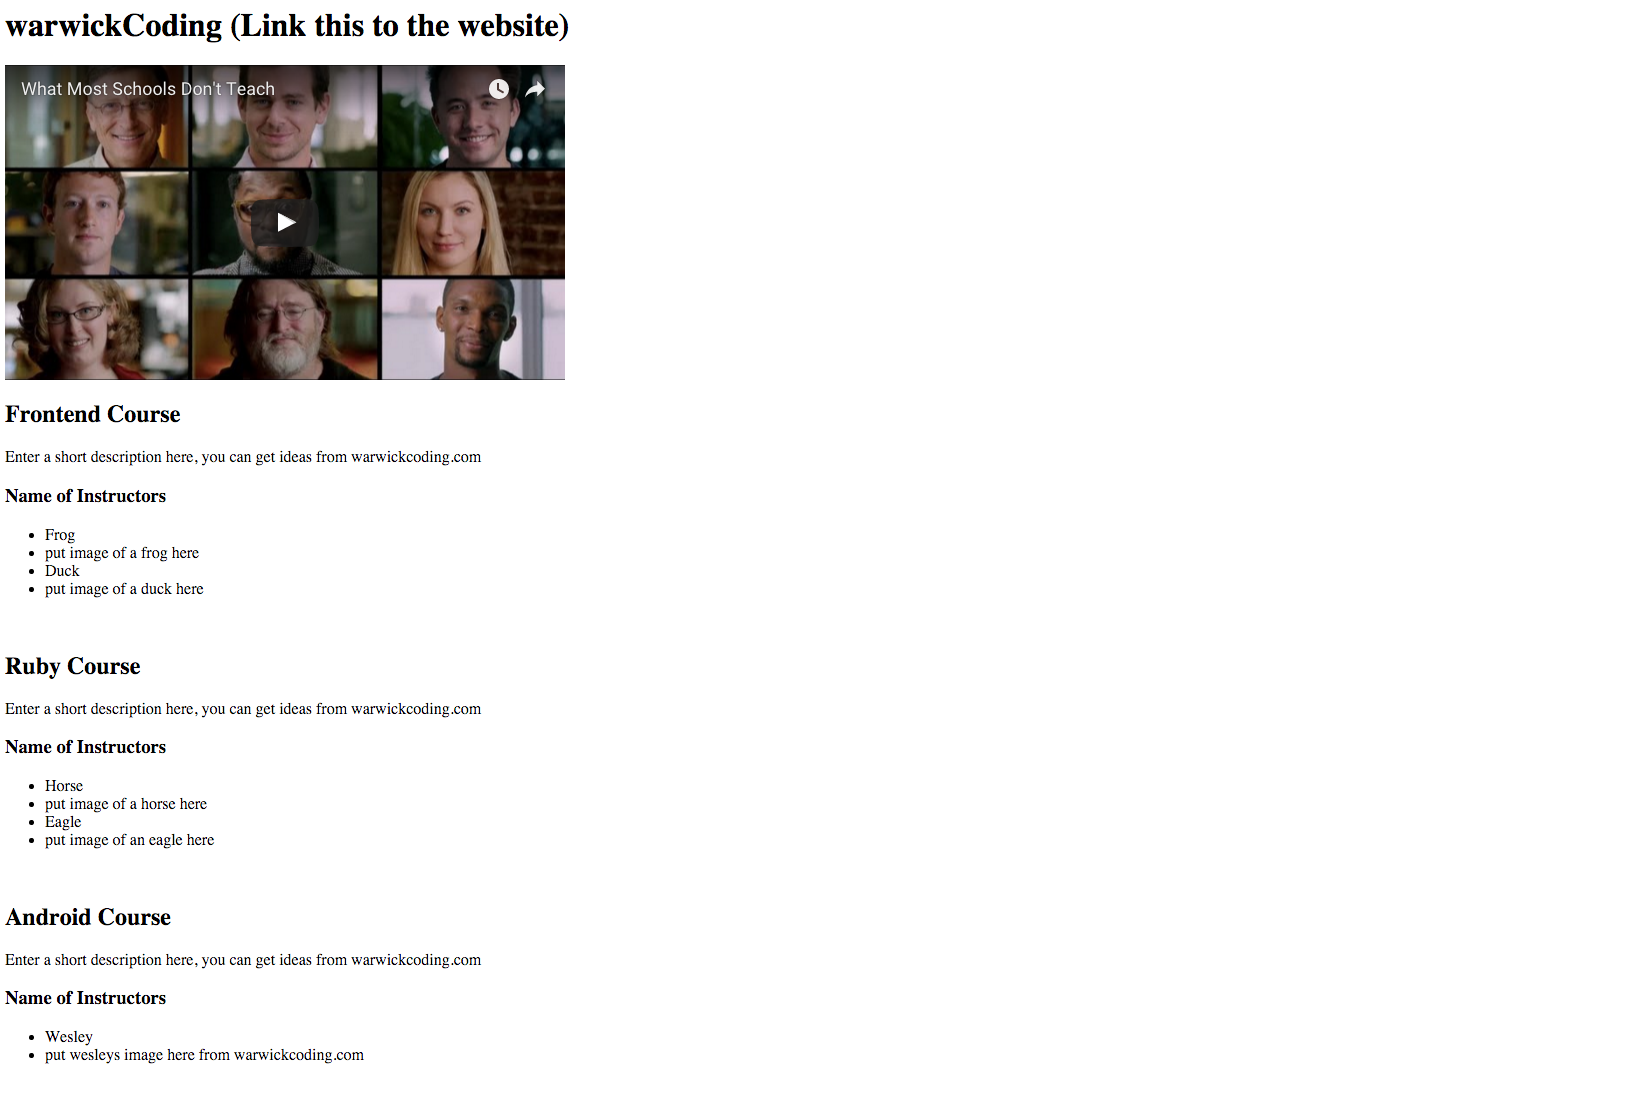 warwickCoding (Link this to the website)
What Most Schools Don't Teach
Frontend Course
Enter a short description here, you can get ideas from warwickcoding.com
Name of Instructors
Frog
put image of a frog here
Duck
put image of a duck here
Ruby Course
Enter a short description here, you can get ideas from warwickcoding.com
Name of Instructors
Horse
put image of a horse here
Eagle
put image of an eagle here
Android Course
Enter a short description here, you can get ideas from warwickcoding.com
Name of Instructors
Wesley
put wesleys image here from warwickcoding.com